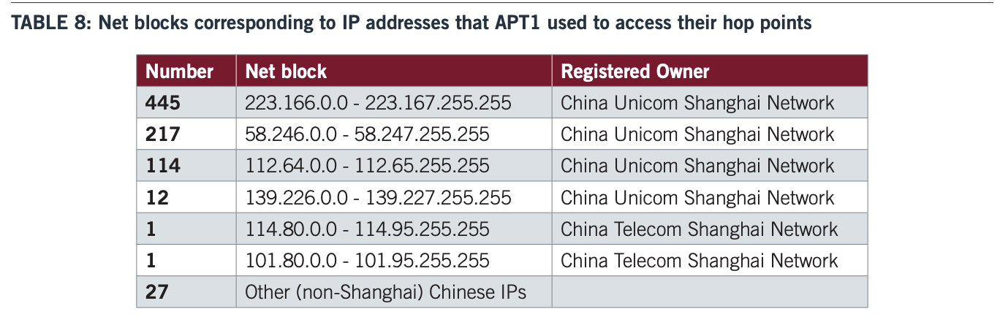 TABLE 8: Net blocks corresponding to IP addresses that APT1 used to access their hop points
Number Net block Registered Owner
445 223.166.0.0 - 223.167.255.255 China Unicom Shanghai Network
217 58.246.0.0 - 58.247.255.255 China Unicom Shanghai Network
114 112.64.0.0 - 112.65.255.255 China Unicom Shanghai Network
12 139.226.0.0 - 139.227.255.255 China Unicom Shanghai Network
1 114.80.0.0 - 114.95.255.255 China Telecom Shanghai Network
1 101.80.0.0 - 101.95.255.255 China Telecom Shanghai Network
27 Other (non-Shanghai) Chinese IPs